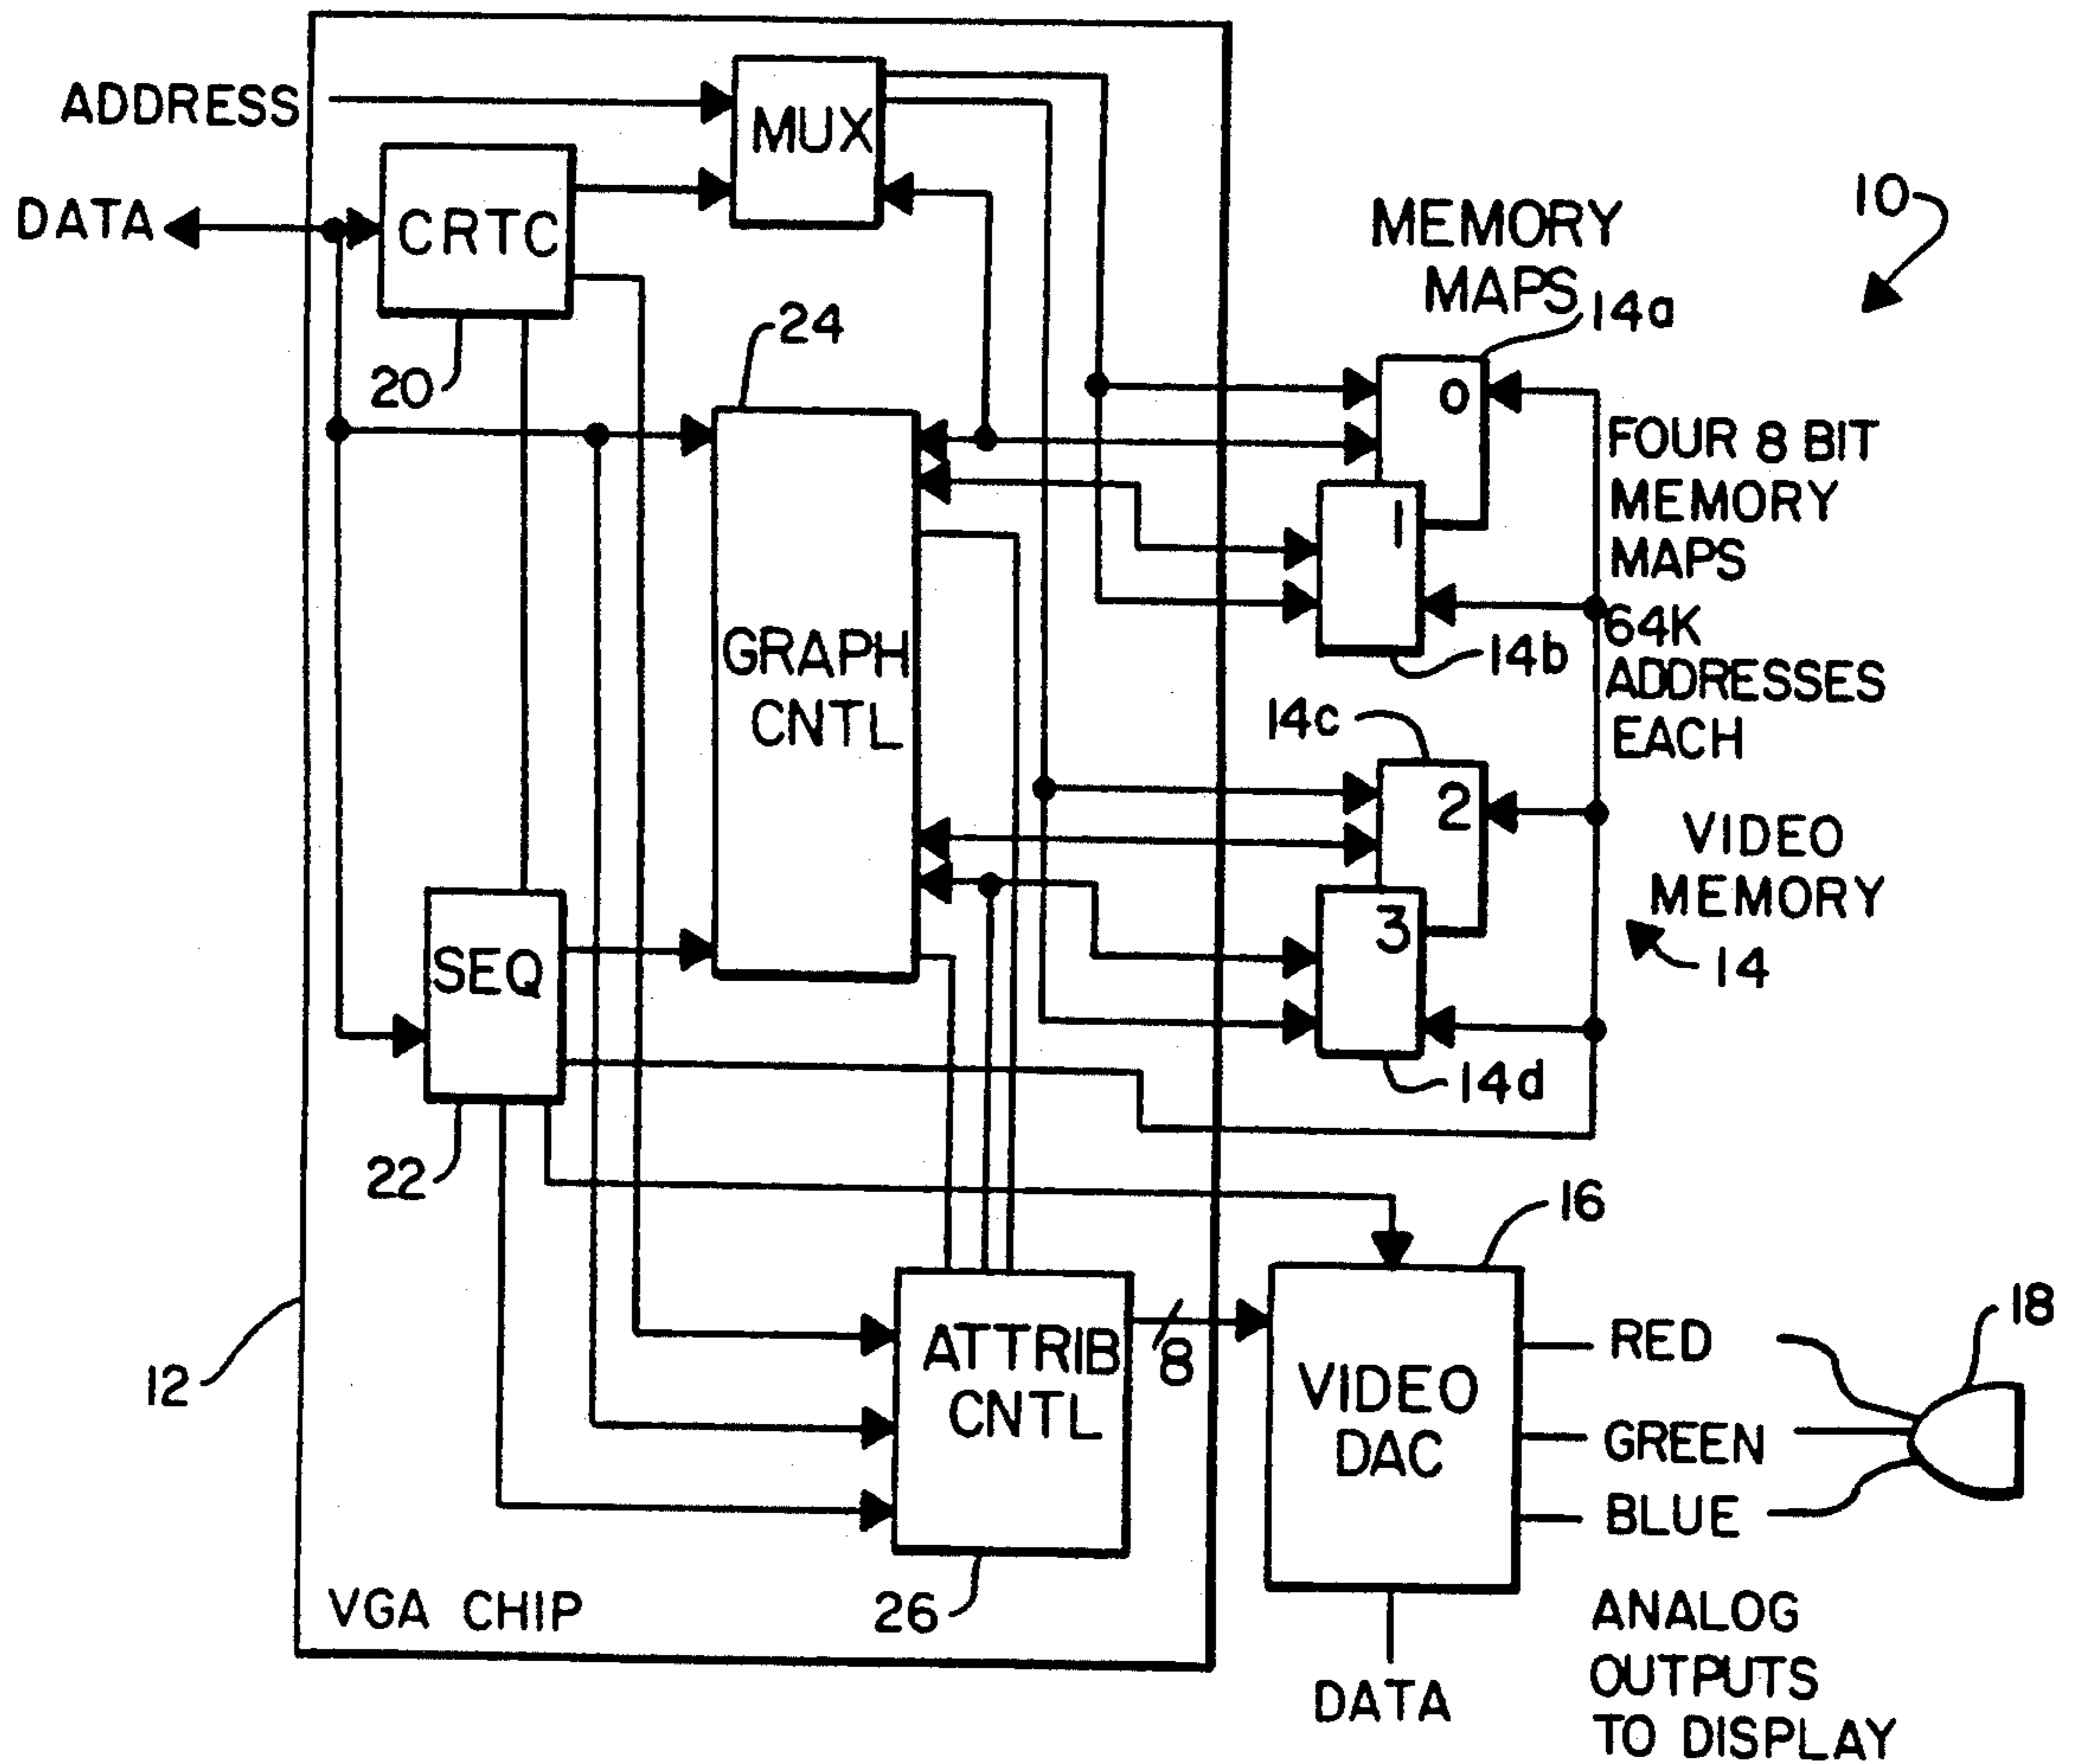 ADDRESS
MUX
DATA
CRTC
20
24
10
MEMORY
MAPS
14a
0
FOUR 8 BIT
MEMORY
MAPS
1
64K
ADDRESSES
EACH
14b
GRAPH
CNTL
14c
2
VIDEO
MEMORY
14
3
SEQ
14d
22
16
12
ATTRIB
CNTL
8
VIDEO
DAC
RED
GREEN
BLUE
18
VGA CHIP
26
DATA
ANALOG
OUTPUTS
TO DISPLAY